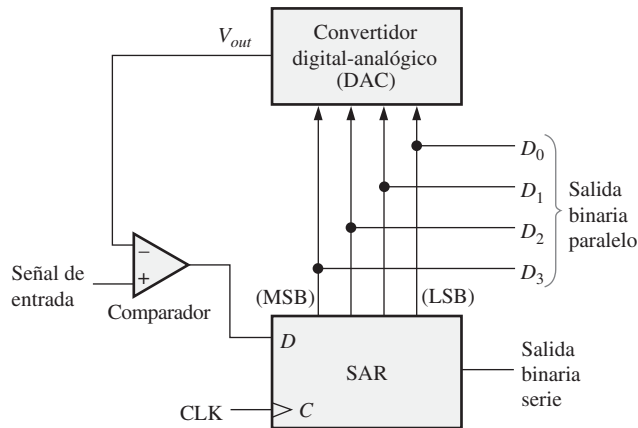 Convertidor
digital-analógico
(DAC)
V_out
D_0
D_1
D_2
D_3
Salida
binaria
paralelo
−
+
Señal de
entrada
Comparador
(MSB)
(LSB)
D
SAR
CLK
C
Salida
binaria
serie